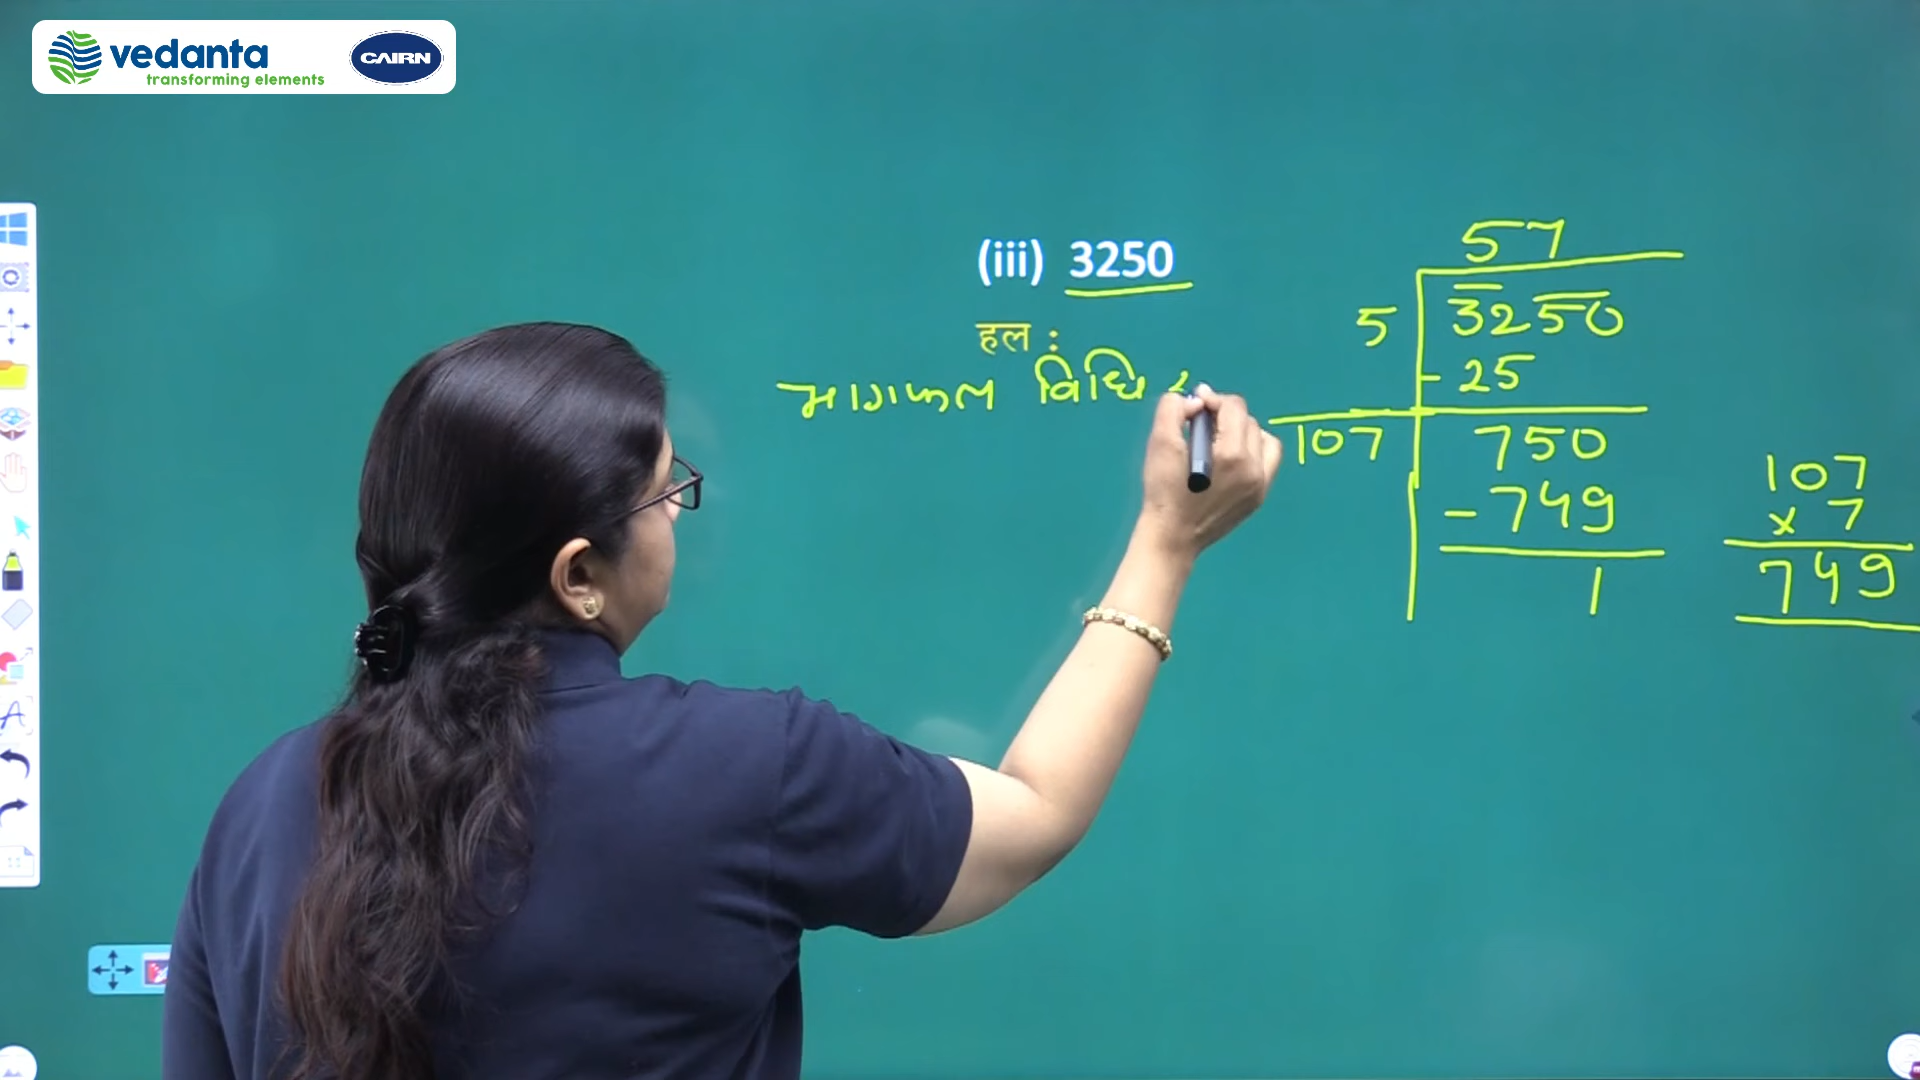 vedanta
transforming elements
CAIRN
(iii) 3250
हल :
भागफल विधि
57
5 3250
- 25
107 750
- 749
1
107
× 7
749